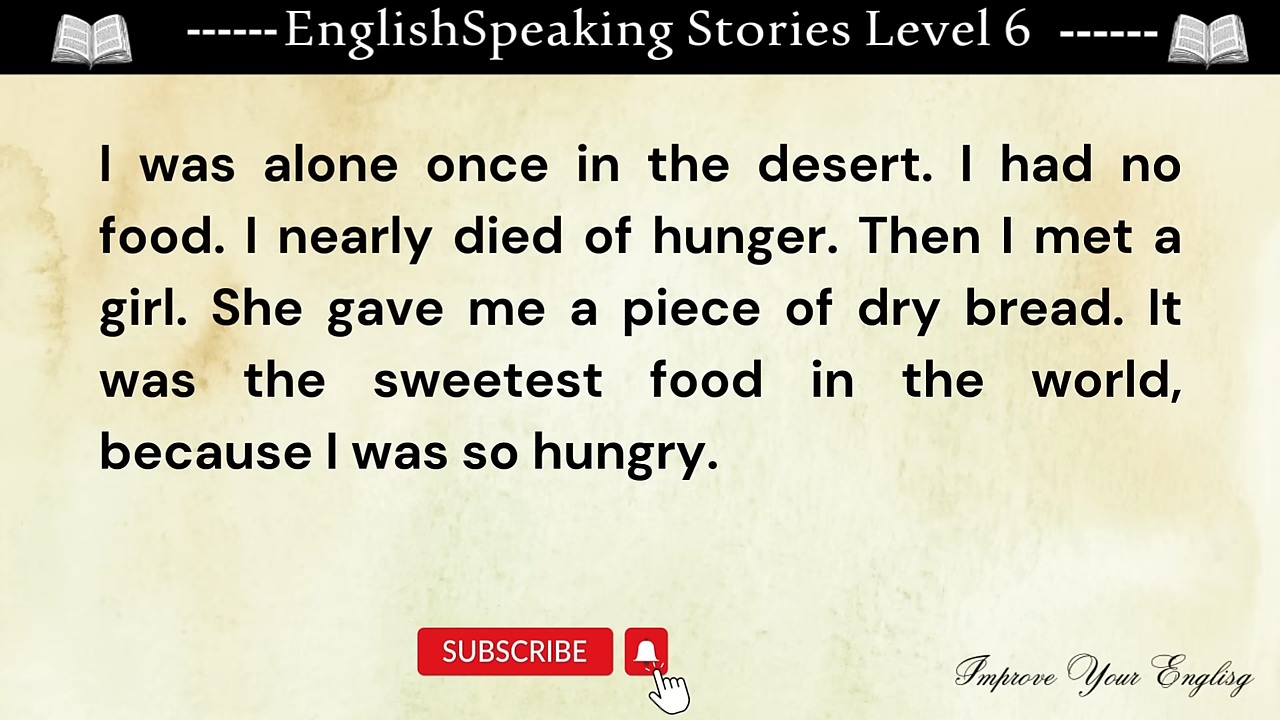 ------EnglishSpeaking Stories Level 6 ------
I was alone once in the desert. I had no
food. I nearly died of hunger. Then I met a
girl. She gave me a piece of dry bread. It
was the sweetest food in the world,
because I was so hungry.
SUBSCRIBE
Improve Your Englisg